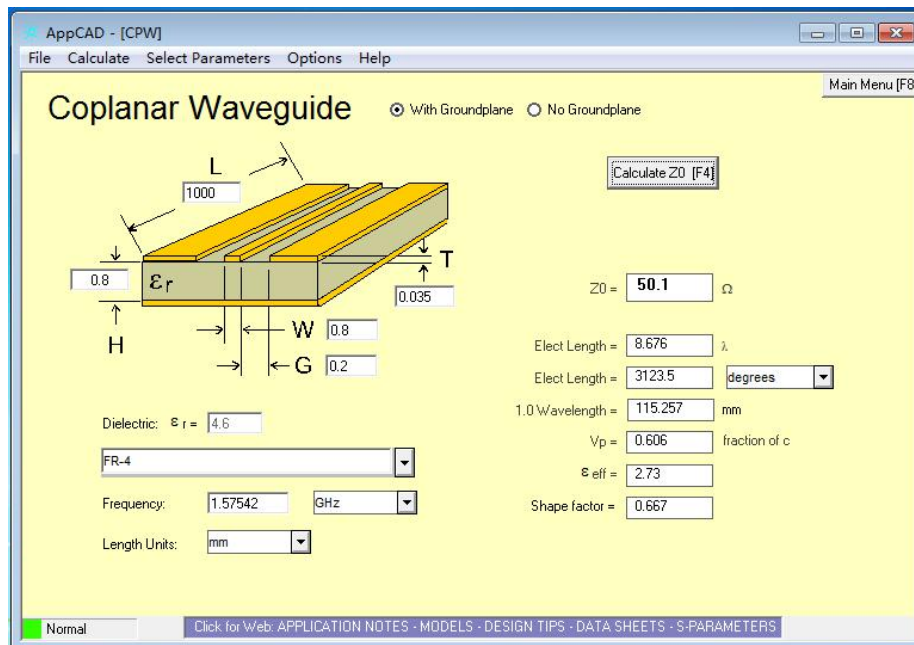 AppCAD - [CPW]
File Calculate Select Parameters Options Help
Main Menu [F8
Coplanar Waveguide
With Groundplane No Groundplane
L
1000
Calculate Z0 [F4]
0.8
εr
T
0.035
H
W 0.8
G 0.2
Z0 = 50.1 Ω
Elect Length = 8.676 λ
Elect Length = 3123.5 degrees
1.0 Wavelength = 115.257 mm
Vp = 0.606 fraction of c
ε eff = 2.73
Shape factor = 0.667
Dielectric: ε r = 4.6
FR-4
Frequency: 1.57542 GHz
Length Units: mm
Normal
Click for Web: APPLICATION NOTES - MODELS - DESIGN TIPS - DATA SHEETS - S-PARAMETERS